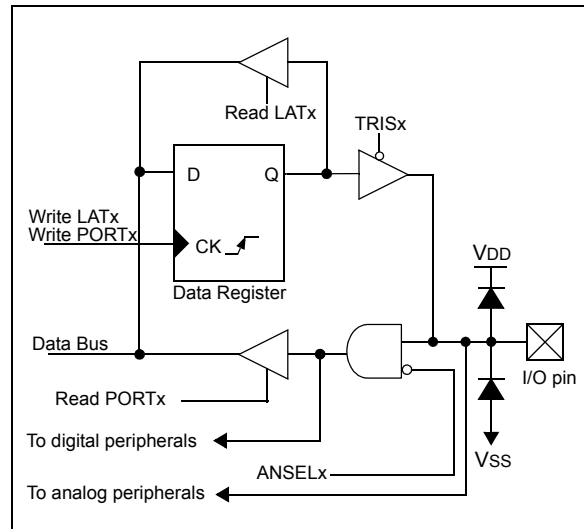 Read LATx
TRISx
D
Q
Write LATx
Write PORTx
CK
Data Register
VDD
Data Bus
I/O pin
Read PORTx
To digital peripherals
VSS
ANSELx
To analog peripherals